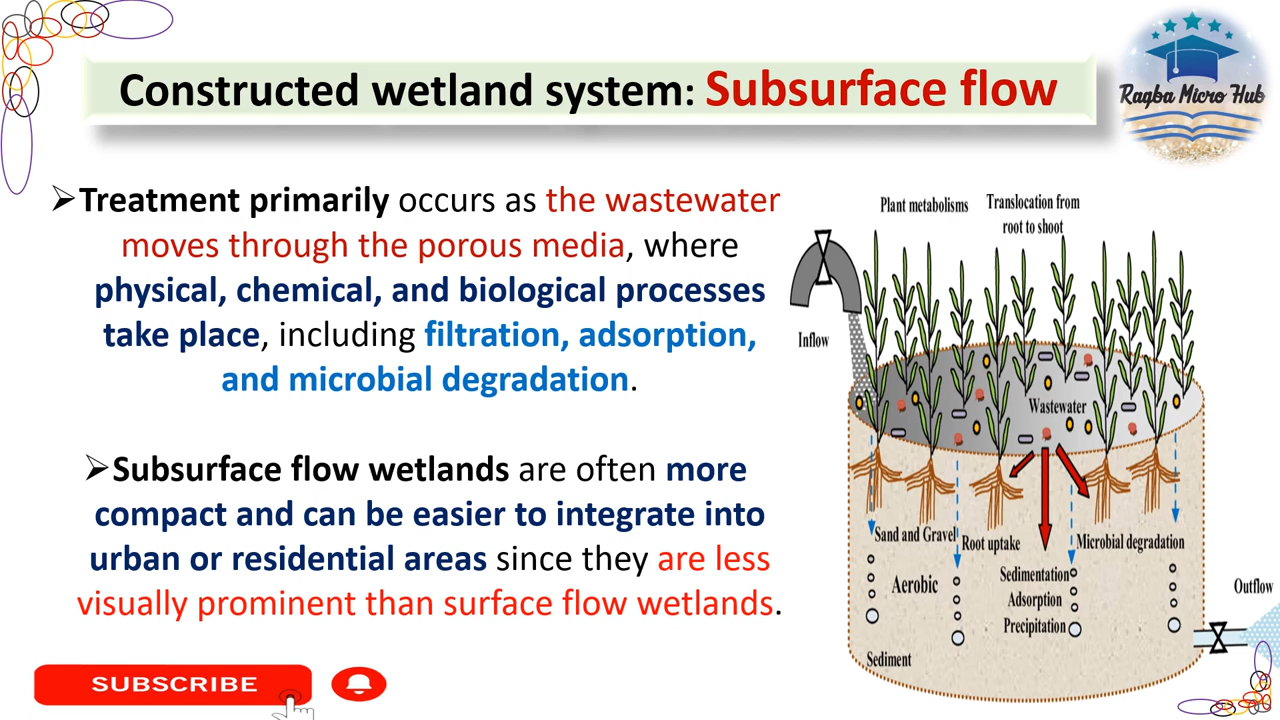 Constructed wetland system: Subsurface flow
Ragba Micro Hub
➢Treatment primarily occurs as the wastewater
moves through the porous media, where
physical, chemical, and biological processes
take place, including filtration, adsorption,
and microbial degradation.
➢Subsurface flow wetlands are often more
compact and can be easier to integrate into
urban or residential areas since they are less
visually prominent than surface flow wetlands.
SUBSCRIBE
Plant metabolisms
Translocation from
root to shoot
Inflow
Wastewater
Sand and Gravel
Root uptake
Microbial degradation
Aerobic
Sedimentation
Adsorption
Precipitation
Outflow
Sediment